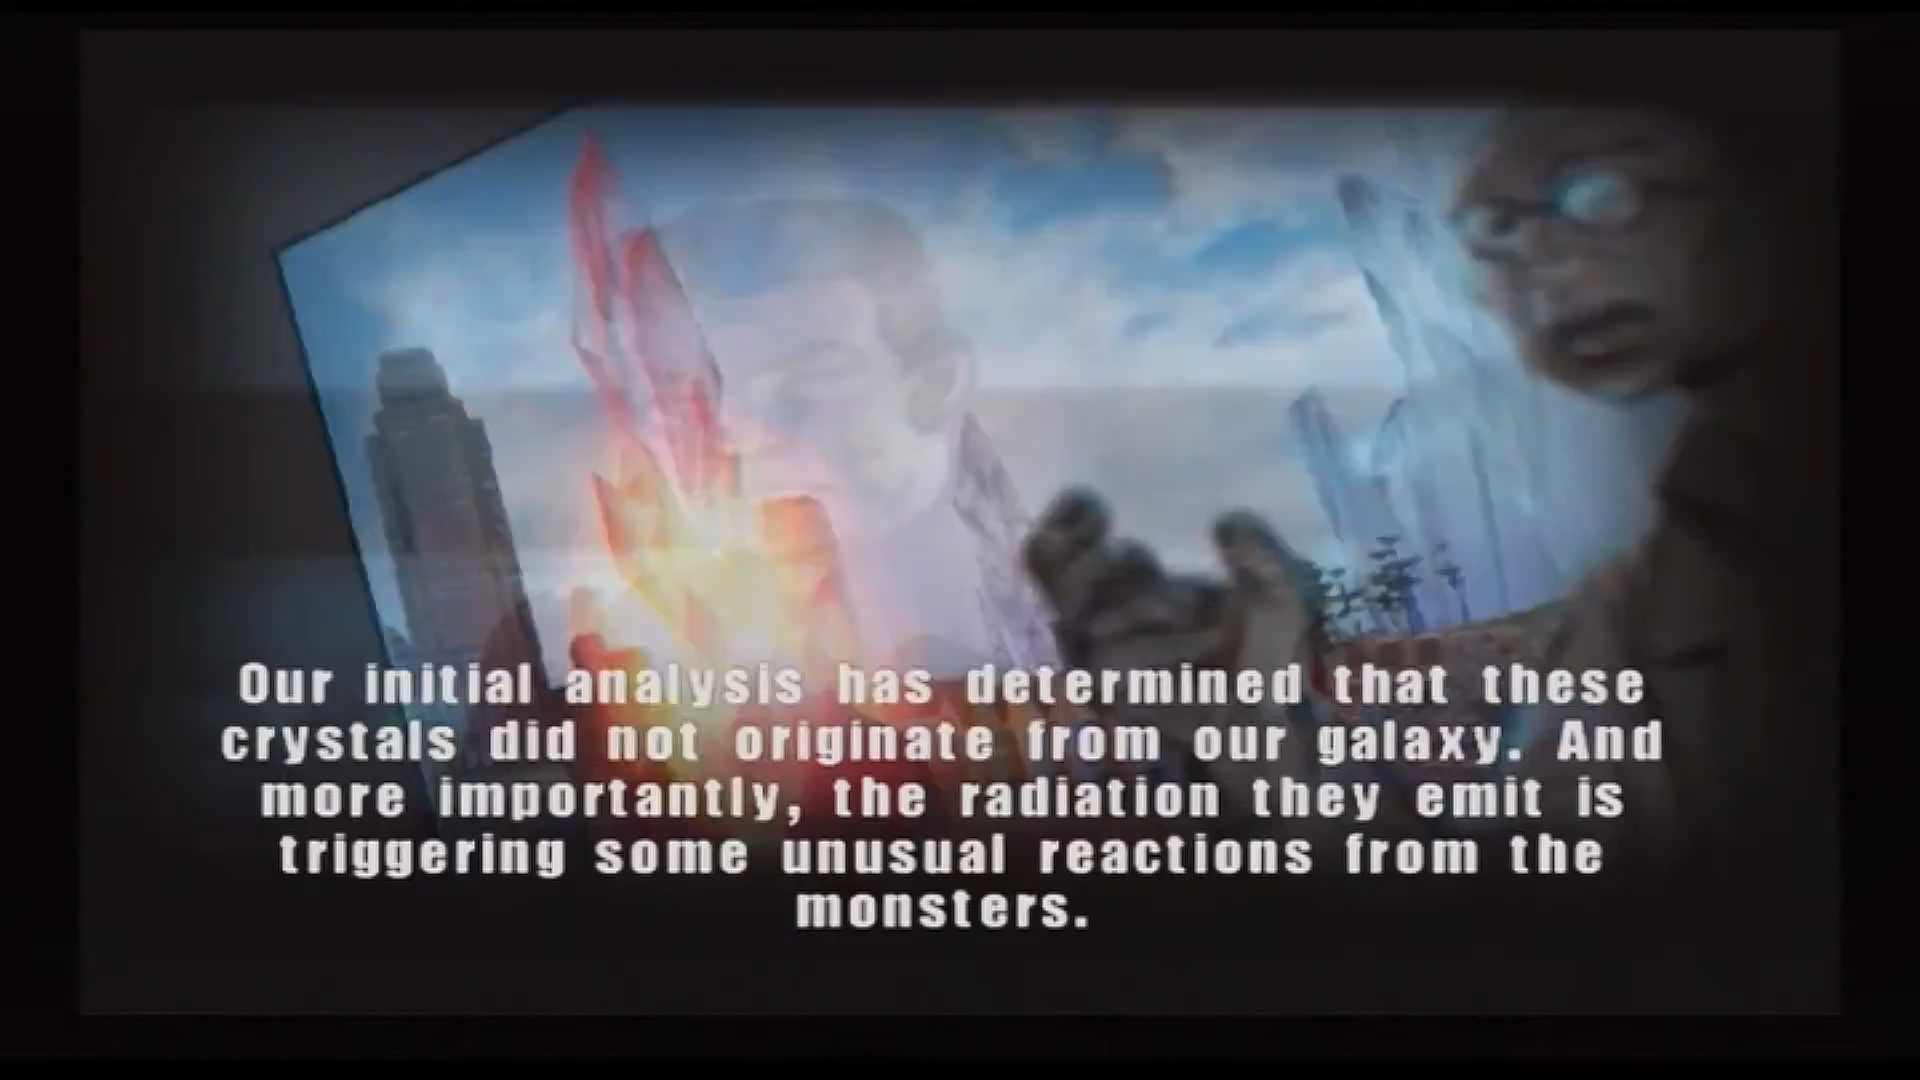 Our initial analysis has determined that these
crystals did not originate from our galaxy. And
more importantly, the radiation they emit is
triggering some unusual reactions from the
monsters.